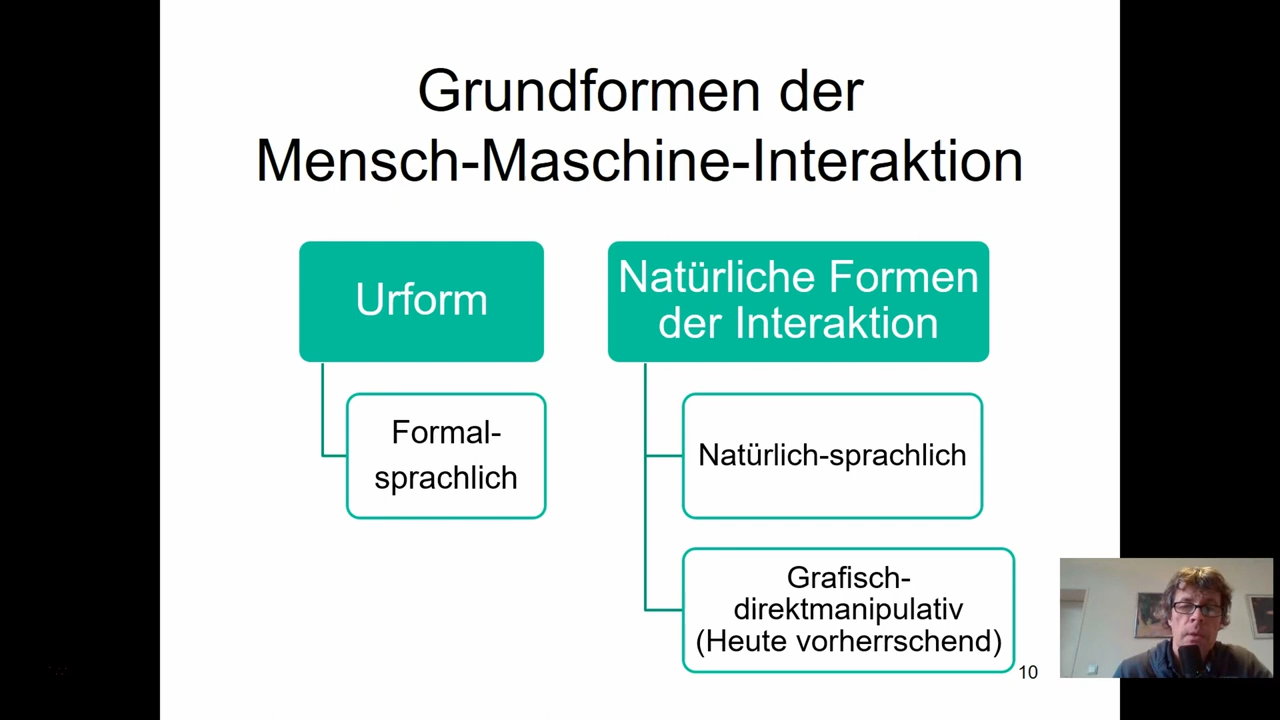 Grundformen der
Mensch-Maschine-Interaktion
Urform
Formal-
sprachlich
Natürliche Formen
der Interaktion
Natürlich-sprachlich
Grafisch-
direktmanipulativ
(Heute vorherrschend)
10